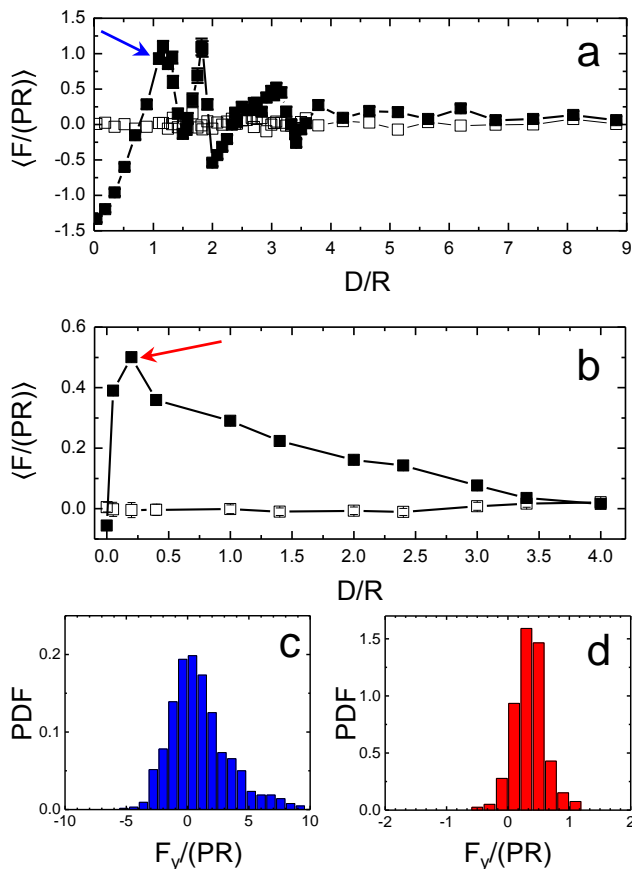 1.5
a
1.0
0.5
0.0
-0.5
-1.0
-1.5
⟨F/(PR)⟩
0 1 2 3 4 5 6 7 8 9
D/R
0.6
b
0.4
0.2
0.0
⟨F/(PR)⟩
0.0 0.5 1.0 1.5 2.0 2.5 3.0 3.5 4.0
D/R
c
0.2
0.1
0.0
PDF
-10 -5 0 5 10
Fy/(PR)
d
1.5
1.0
0.5
0.0
PDF
-2 -1 0 1 2
Fy/(PR)